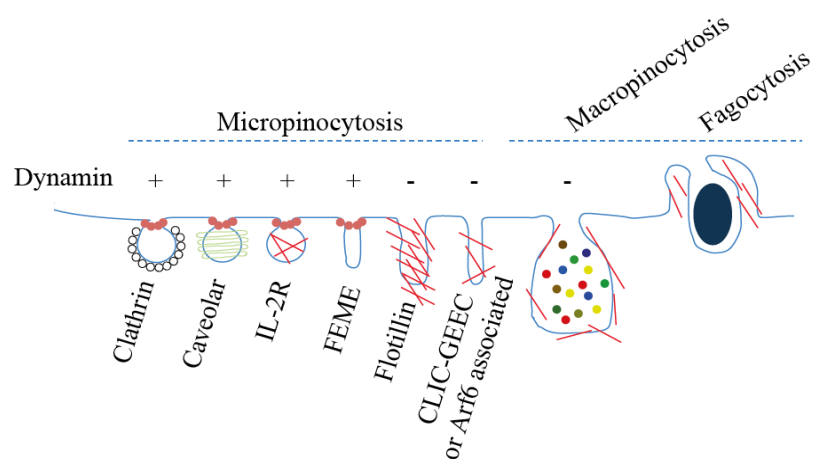 Micropinocytosis
Macropinocytosis
Fagocytosis
Dynamin + + + + - - -
Clathrin
Caveolar
IL-2R
FEME
Flotillin
CLIC-GEEC
or Arf6 associated